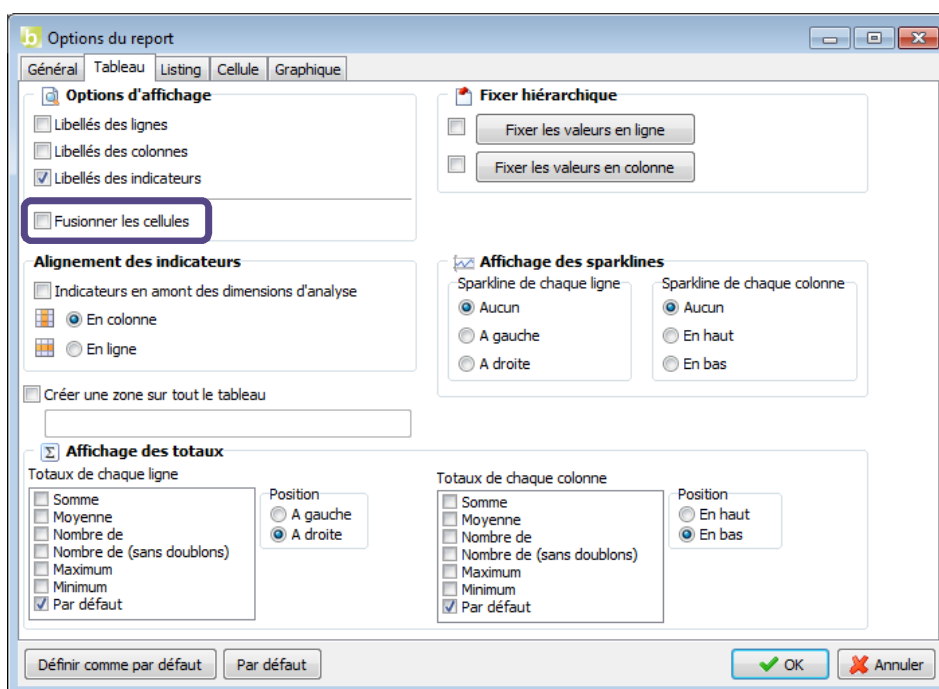 Options du report
Général Tableau Listing Cellule Graphique
Options d'affichage
Libellés des lignes
Libellés des colonnes
Libellés des indicateurs
Fusionner les cellules
Fixer hiérarchique
Fixer les valeurs en ligne
Fixer les valeurs en colonne
Alignement des indicateurs
Indicateurs en amont des dimensions d'analyse
En colonne
En ligne
Affichage des sparklines
Sparkline de chaque ligne
Aucun
A gauche
A droite
Sparkline de chaque colonne
Aucun
En haut
En bas
Créer une zone sur tout le tableau
Σ Affichage des totaux
Totaux de chaque ligne
Somme
Moyenne
Nombre de
Nombre de (sans doublons)
Maximum
Minimum
Par défaut
Position
A gauche
A droite
Totaux de chaque colonne
Somme
Moyenne
Nombre de
Nombre de (sans doublons)
Maximum
Minimum
Par défaut
Position
En haut
En bas
Définir comme par défaut Par défaut OK Annuler